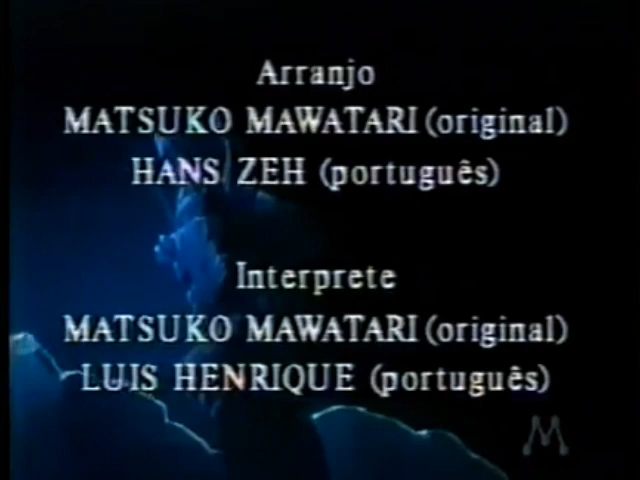 Arranjo
MATSUKO MAWATARI (original)
HANS ZEH (português)
Interprete
MATSUKO MAWATARI (original)
LUIS HENRIQUE (português)
M